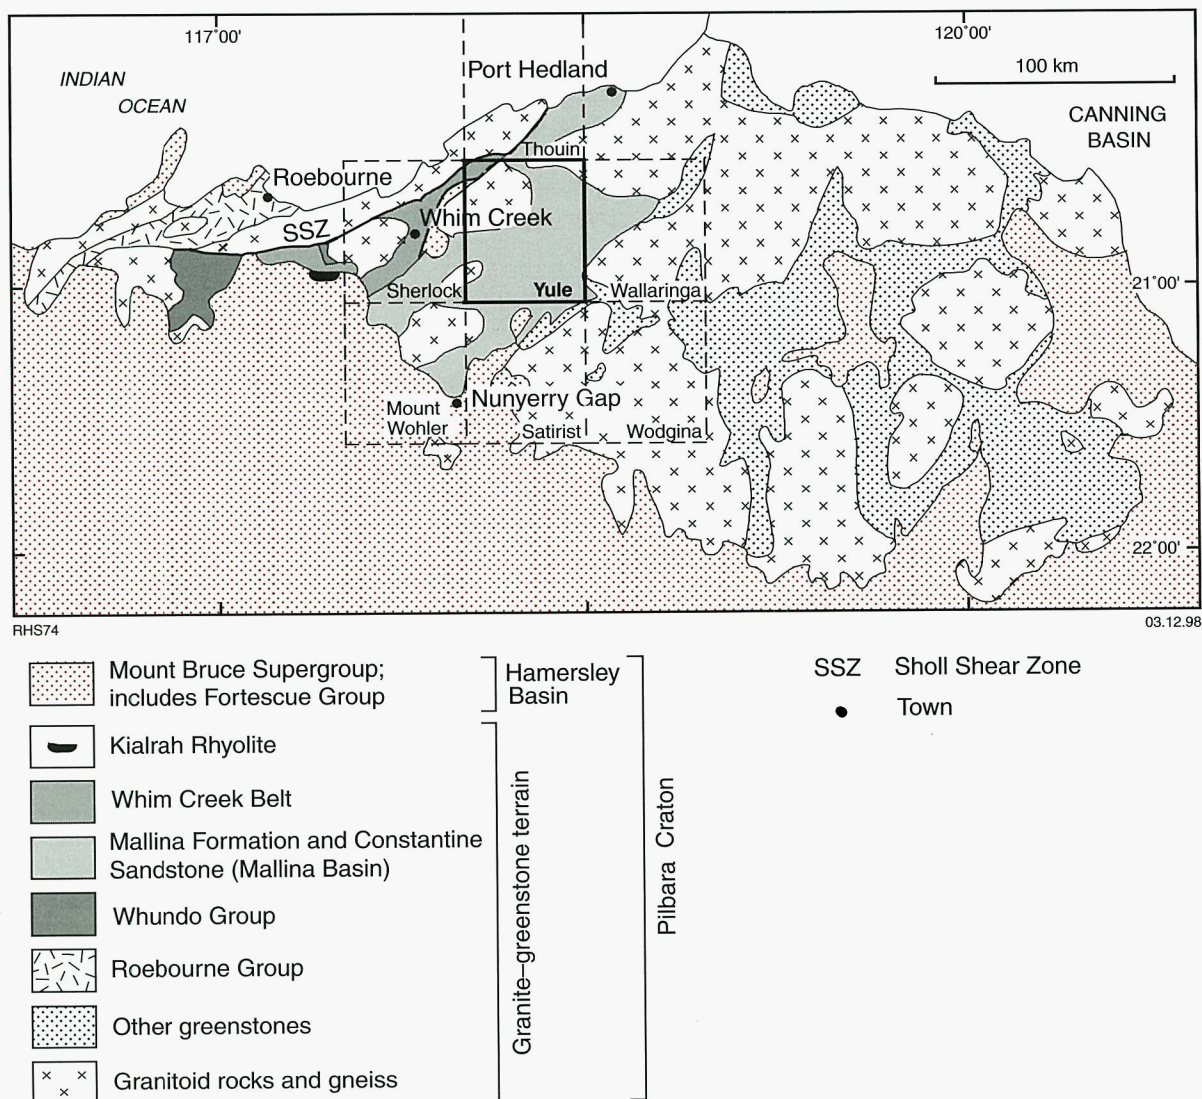 117°00'
120°00'
INDIAN
OCEAN
Port Hedland
100 km
CANNING
BASIN
Thouin
Roebourne
Whim Creek
SSZ
Sherlock
Yule
Wallaringa
21°00'
Nunyerry Gap
Mount
Wohler
Satirist
Wodgina
22°00'
RHS74
03.12.98
Mount Bruce Supergroup;
includes Fortescue Group
Hamersley
Basin
Kialrah Rhyolite
Whim Creek Belt
Mallina Formation and Constantine
Sandstone (Mallina Basin)
Whundo Group
Roebourne Group
Other greenstones
Granitoid rocks and gneiss
Granite–greenstone terrain
Pilbara Craton
SSZ Sholl Shear Zone
Town